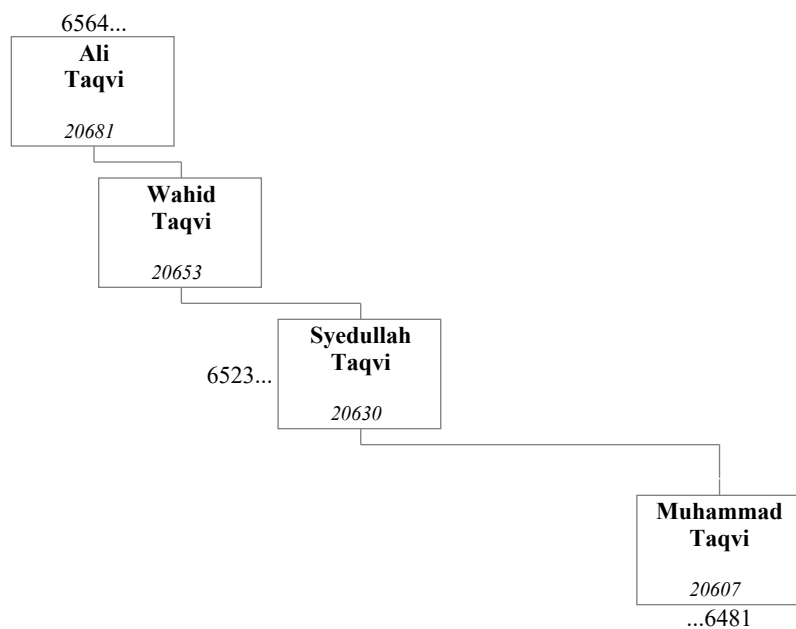 6564...
Ali
Taqvi
20681
Wahid
Taqvi
20653
Syedullah
Taqvi
6523...
20630
Muhammad
Taqvi
20607
...6481